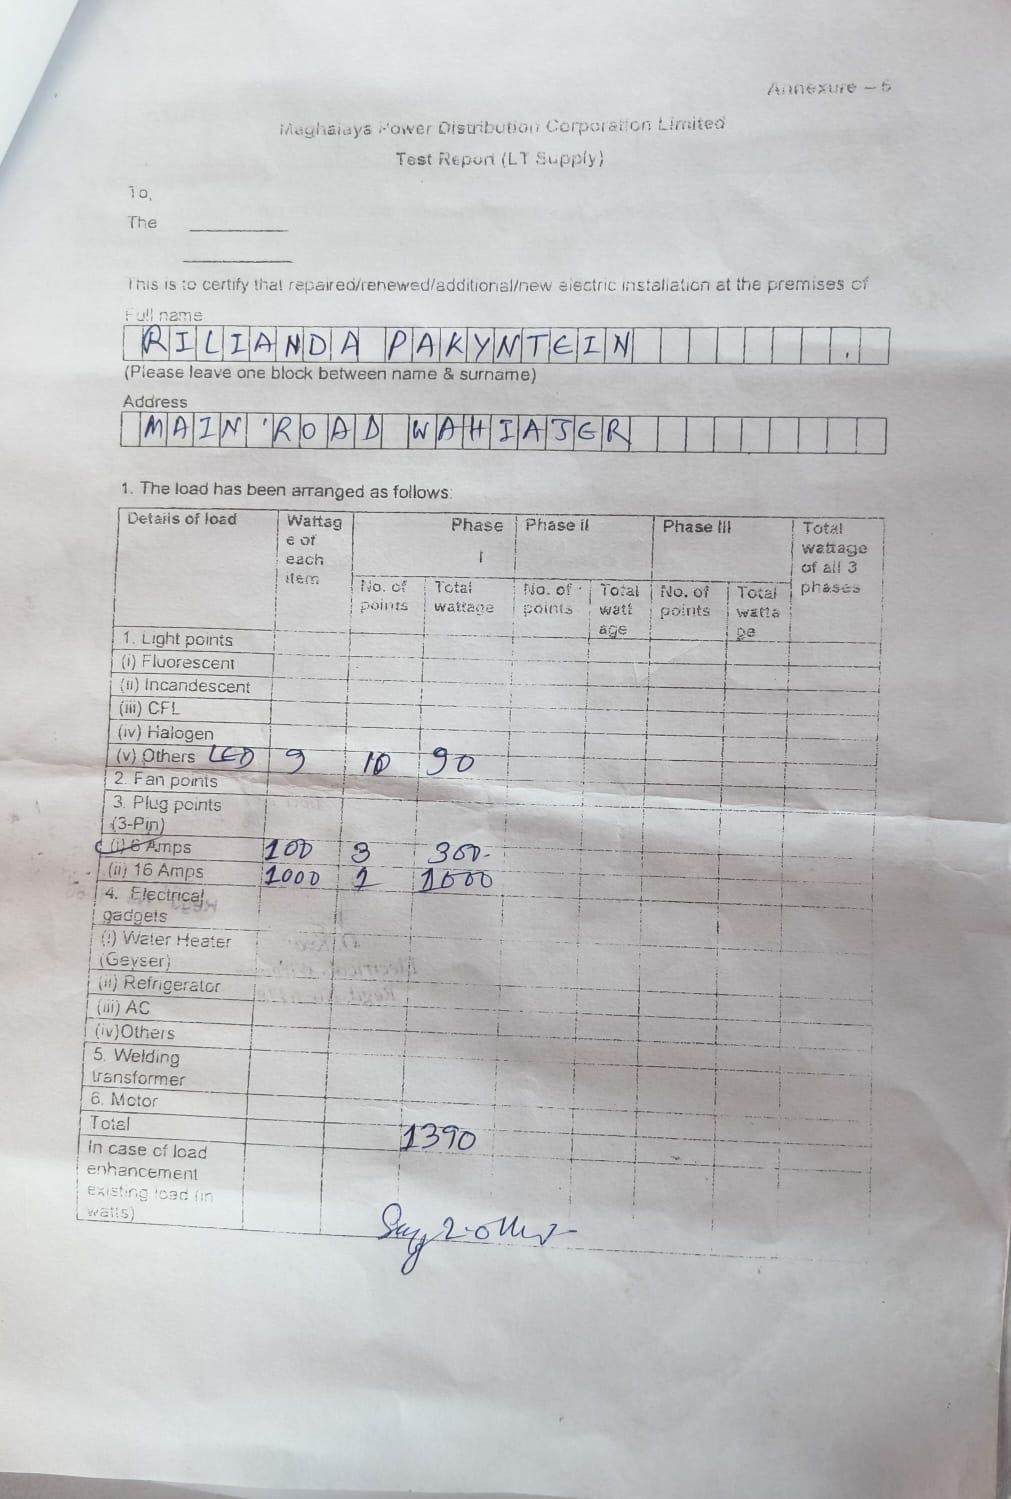 Annexure – 5
Meghalaya Power Distribution Corporation Limited
Test Report (LT Supply)
To,
The
This is to certify that repaired/renewed/additional/new electric installation at the premises of
Full name
RILIANDA PAKYNTEIN
(Please leave one block between name & surname)
Address
MAIN ROAD WAHIAJER
1. The load has been arranged as follows:
Details of load Wattage of each item Phase I Phase II Phase III Total wattage of all 3 phases
No. of points Total wattage No. of points Total wattage No. of points Total wattape
1. Light points
(i) Fluorescent
(ii) Incandescent
(iii) CFL
(iv) Halogen
(v) Others LED 9 10 90
2. Fan points
3. Plug points
(3-Pin)
(i) 6 Amps 100 3 300
(ii) 16 Amps 1000 1 1000
4. Electrical
gadgets
(i) Water Heater
(Geyser)
(ii) Refrigerator
(iii) AC
(iv)Others
5. Welding
transformer
6. Motor
Total 1390
In case of load
enhancement
existing load (in
watts)